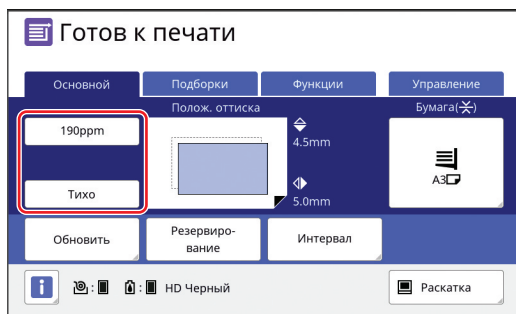 Готов к печати
Основной
Подборки
Функции
Управление
Полож. оттиска
Бумага( )
190ppm
4.5mm
A3
Тихо
5.0mm
Обновить
Резервиро-
вание
Интервал
i
: : HD Черный
Раскатка